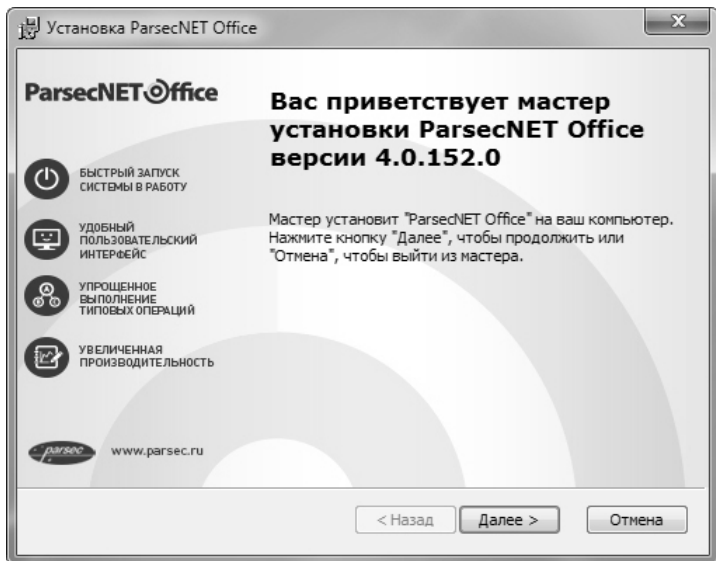 Установка ParsecNET Office
ParsecNET Office
Вас приветствует мастер
установки ParsecNET Office
версии 4.0.152.0
БЫСТРЫЙ ЗАПУСК
СИСТЕМЫ В РАБОТУ
УДОБНЫЙ
ПОЛЬЗОВАТЕЛЬСКИЙ
ИНТЕРФЕЙС
УПРОЩЕННОЕ
ВЫПОЛНЕНИЕ
ТИПОВЫХ ОПЕРАЦИЙ
УВЕЛИЧЕННАЯ
ПРОИЗВОДИТЕЛЬНОСТЬ
Мастер установит "ParsecNET Office" на ваш компьютер.
Нажмите кнопку "Далее", чтобы продолжить или
"Отмена", чтобы выйти из мастера.
parsec www.parsec.ru
< Назад Далее > Отмена